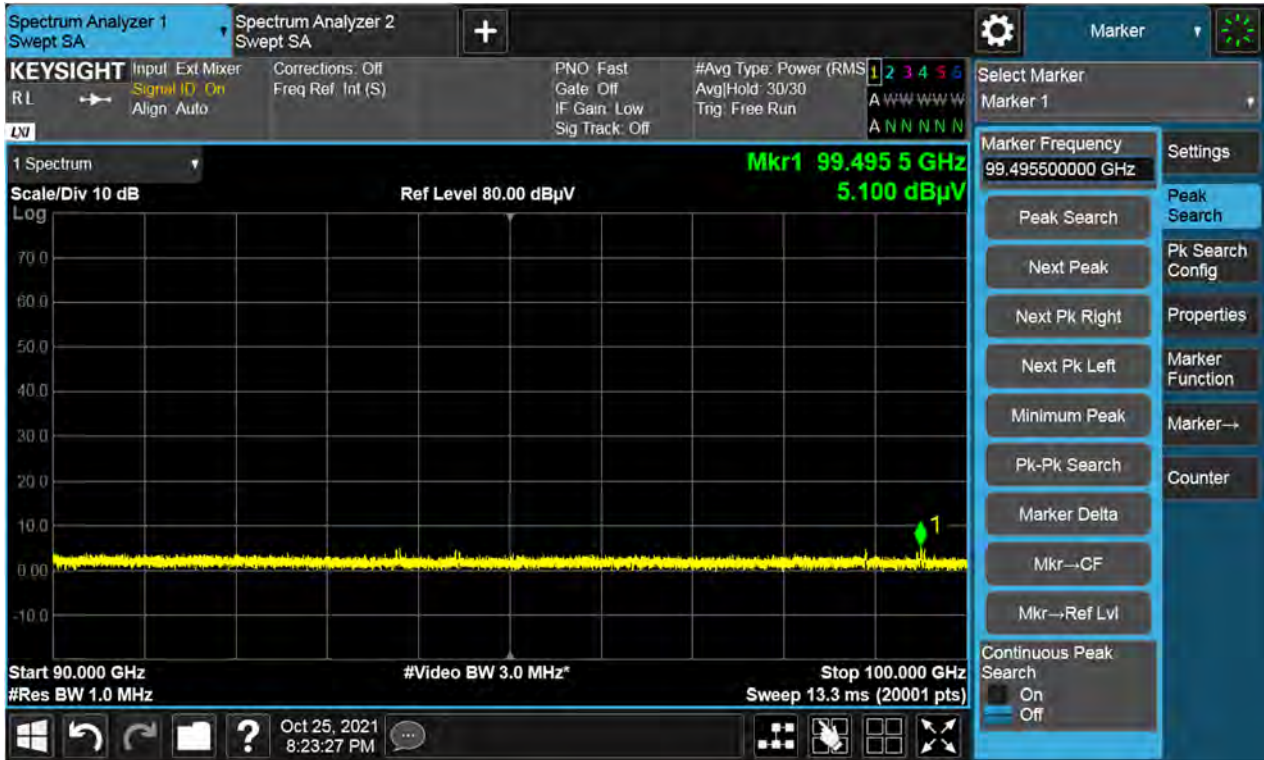 Spectrum Analyzer 1
Swept SA
Spectrum Analyzer 2
Swept SA
+
Marker
KEYSIGHT
RL
LXI
Input: Ext Mixer
Signal ID: On
Align: Auto
Corrections: Off
Freq Ref: Int (S)
PNO: Fast
Gate: Off
IF Gain: Low
Sig Track: Off
#Avg Type: Power (RMS
Avg|Hold: 30/30
Trig: Free Run
1 2 3 4 5 6
A W W W W W
A N N N N N
Select Marker
Marker 1
1 Spectrum
Scale/Div 10 dB
Log
Ref Level 80.00 dBµV
Mkr1 99.495 5 GHz
5.100 dBµV
70.0
60.0
50.0
40.0
30.0
20.0
10.0
0.00
-10.0
1
Start 90.000 GHz
#Res BW 1.0 MHz
#Video BW 3.0 MHz*
Stop 100.000 GHz
Sweep 13.3 ms (20001 pts)
Marker Frequency
99.495500000 GHz
Peak Search
Next Peak
Next Pk Right
Next Pk Left
Minimum Peak
Pk-Pk Search
Marker Delta
Mkr→CF
Mkr→Ref Lvl
Continuous Peak
Search
On
Off
Settings
Peak
Search
Pk Search
Config
Properties
Marker
Function
Marker→
Counter
?
Oct 25, 2021
8:23:27 PM